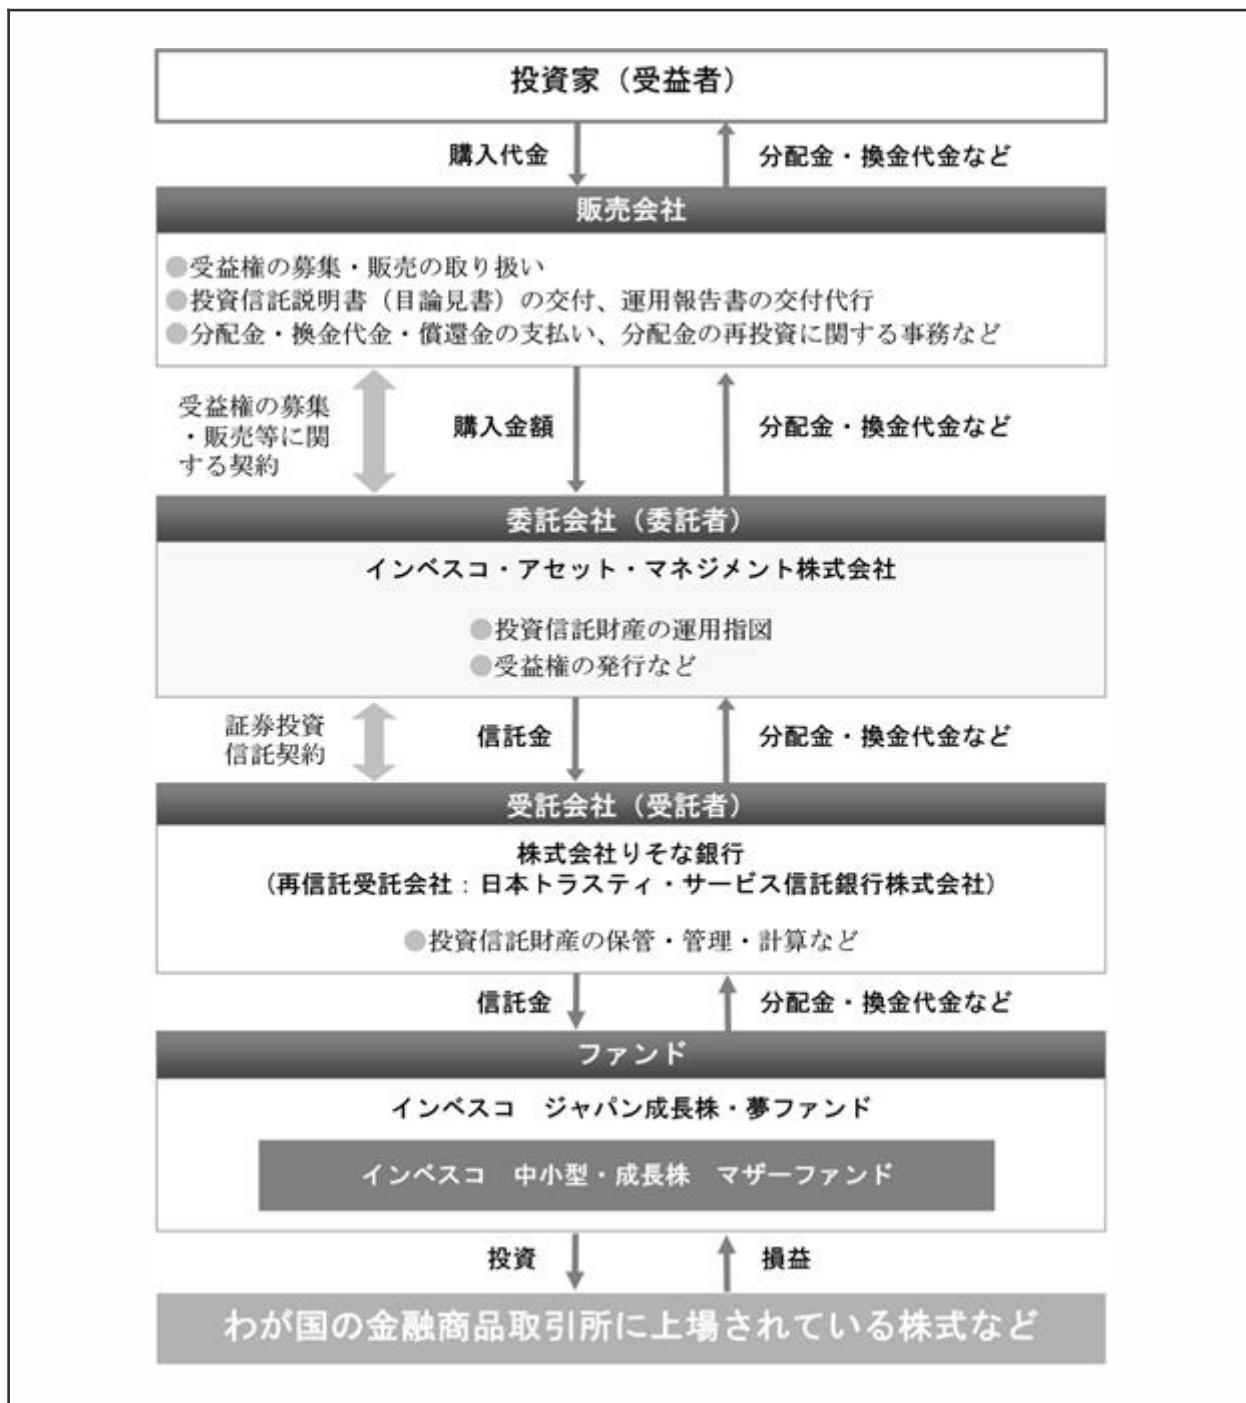 投資家（受益者）
購入代金
分配金・換金代金など
販売会社
●受益権の募集・販売の取り扱い
●投資信託説明書（目論見書）の交付、運用報告書の交付代行
●分配金・換金代金・償還金の支払い、分配金の再投資に関する事務など
受益権の募集
・販売等に関
する契約
購入金額
分配金・換金代金など
委託会社（委託者）
インベスコ・アセット・マネジメント株式会社
●投資信託財産の運用指図
●受益権の発行など
証券投資
信託契約
信託金
分配金・換金代金など
受託会社（受託者）
株式会社りそな銀行
（再信託受託会社：日本トラスティ・サービス信託銀行株式会社）
●投資信託財産の保管・管理・計算など
信託金
分配金・換金代金など
ファンド
インベスコ　ジャパン成長株・夢ファンド
インベスコ　中小型・成長株　マザーファンド
投資
損益
わが国の金融商品取引所に上場されている株式など